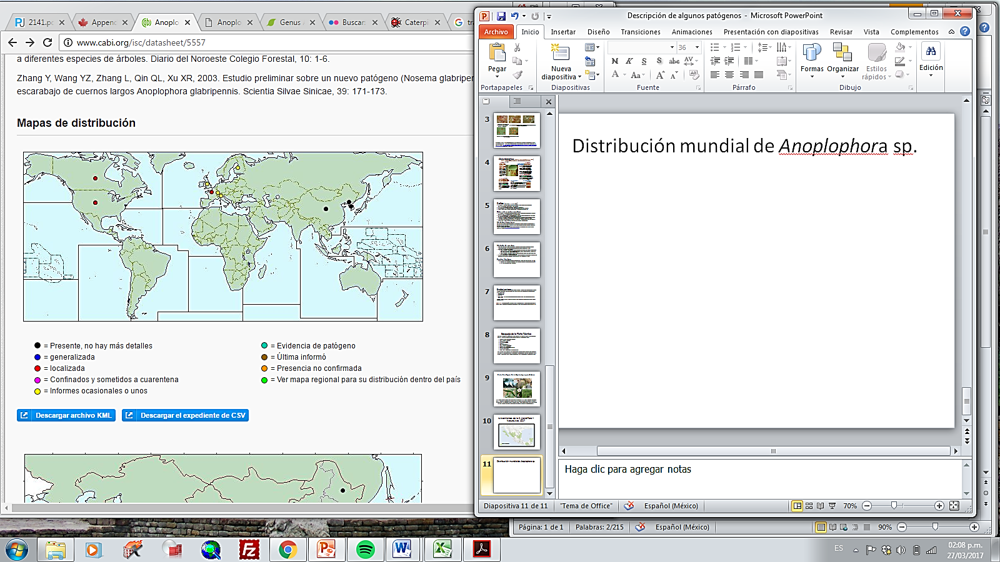 2141.po
Appen
Anoplo
Anoplo
Genus
Buscar
Caterpi
tr
www.cabi.org/isc/datasheet/5557
a diferentes especies de árboles. Diario del Noroeste Colegio Forestal, 10: 1-6.
Zhang Y, Wang YZ, Zhang L, Qin QL, Xu XR, 2003. Estudio preliminar sobre un nuevo patógeno (Nosema glabripen
escarabajo de cuernos largos Anoplophora glabripennis. Scientia Silvae Sinicae, 39: 171-173.
Mapas de distribución
= Presente, no hay más detalles
= generalizada
= localizada
= Confinados y sometidos a cuarentena
= Informes ocasionales o unos
= Evidencia de patógeno
= Última informó
= Presencia no confirmada
= Ver mapa regional para su distribución dentro del país
Descargar archivo KML
Descargar el expediente de CSV
Descripción de algunos patógenos - Microsoft PowerPoint
Archivo Inicio Insertar Diseño Transiciones Animaciones Presentación con diapositivas Revisar Vista Complementos
Pegar
Nueva
diapositiva
36
N K S S abc AV
A Aa A A
Formas Organizar Estilos
rápidos
Edición
Portapapeles Diapositivas Fuente Párrafo Dibujo
3
4
5
6
7
8
9
10
11
Distribución mundial de Anoplophora sp.
Haga clic para agregar notas
Diapositiva 11 de 11 "Tema de Office" Español (México) 70%
Página: 1 de 1 Palabras: 2/215 Español (México) 90%
ES
02:08 p.m.
27/03/2017